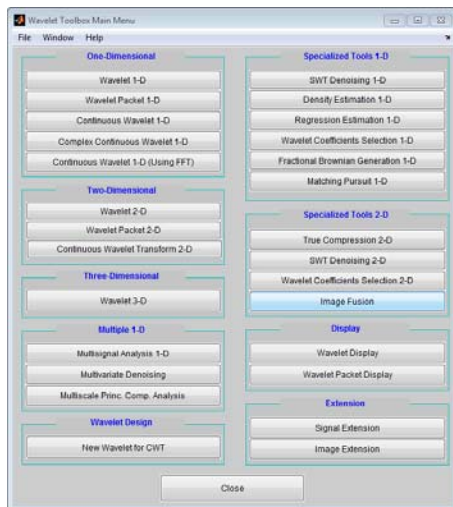 Wavelet Toolbox Main Menu
File Window Help
One-Dimensional
Wavelet 1-D
Wavelet Packet 1-D
Continuous Wavelet 1-D
Complex Continuous Wavelet 1-D
Continuous Wavelet 1-D (Using FFT)
Two-Dimensional
Wavelet 2-D
Wavelet Packet 2-D
Continuous Wavelet Transform 2-D
Three-Dimensional
Wavelet 3-D
Multiple 1-D
Multisignal Analysis 1-D
Multivariate Denoising
Multiscale Princ. Comp. Analysis
Wavelet Design
New Wavelet for CWT
Specialized Tools 1-D
SWT Denoising 1-D
Density Estimation 1-D
Regression Estimation 1-D
Wavelet Coefficients Selection 1-D
Fractional Brownian Generation 1-D
Matching Pursuit 1-D
Specialized Tools 2-D
True Compression 2-D
SWT Denoising 2-D
Wavelet Coefficients Selection 2-D
Image Fusion
Display
Wavelet Display
Wavelet Packet Display
Extension
Signal Extension
Image Extension
Close